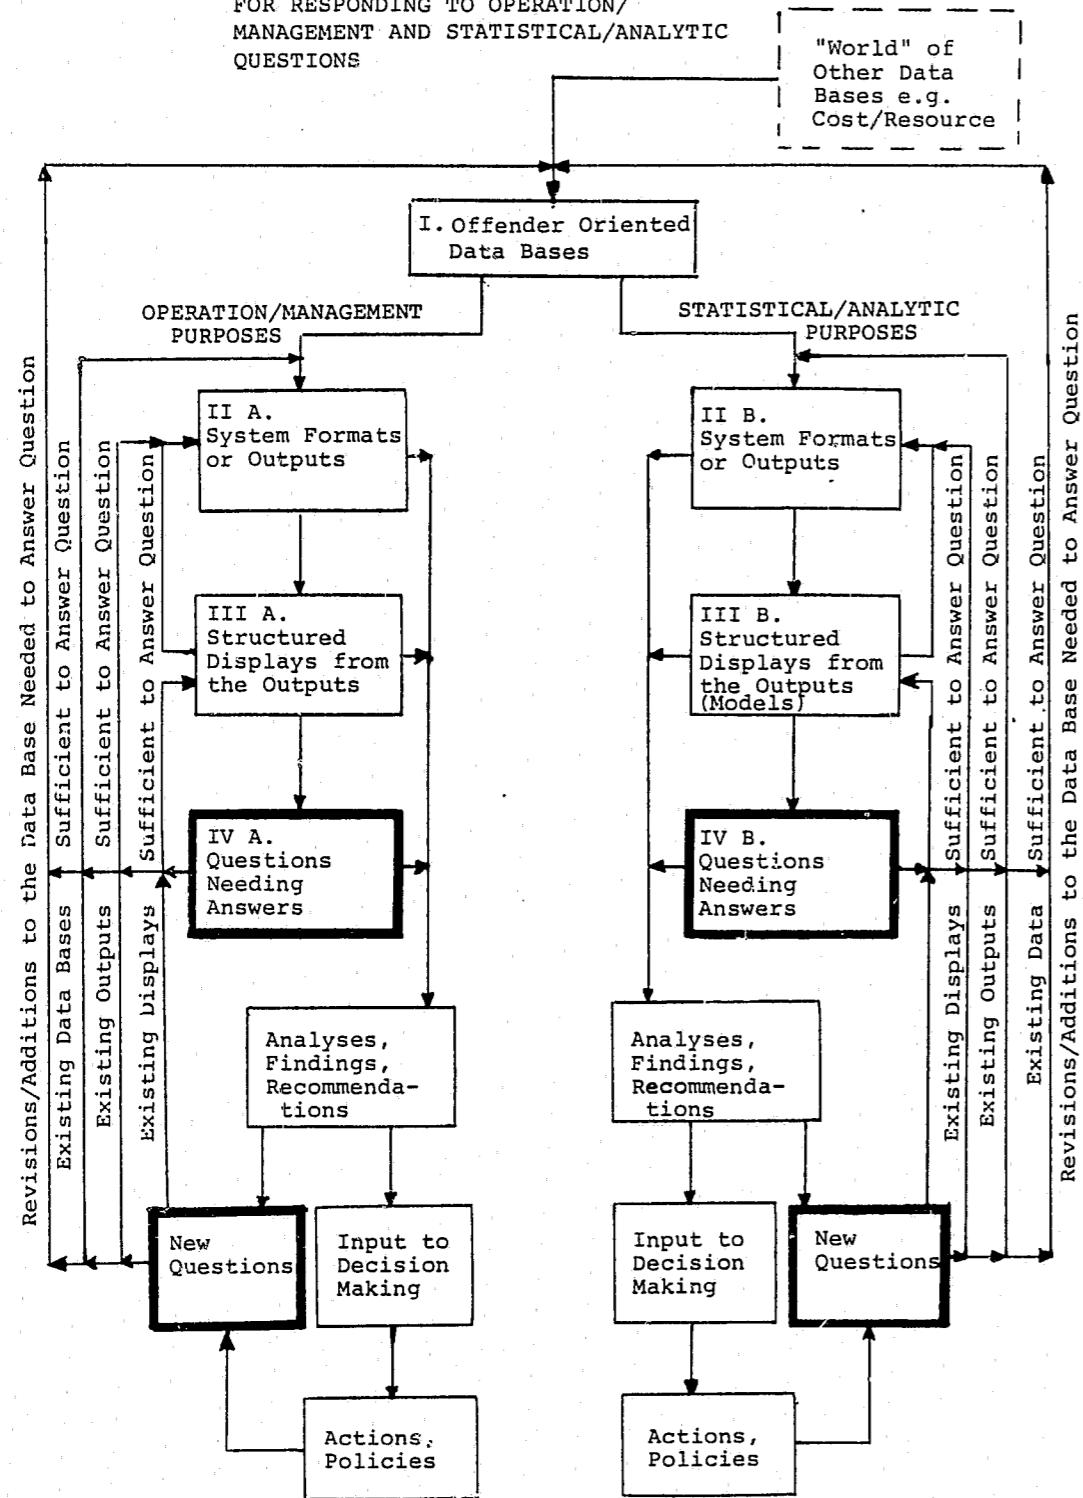 FOR RESPONDING TO OPERATION/
MANAGEMENT AND STATISTICAL/ANALYTIC
QUESTIONS
"World" of
Other Data
Bases e.g.
Cost/Resource
I. Offender Oriented
Data Bases
OPERATION/MANAGEMENT
PURPOSES
STATISTICAL/ANALYTIC
PURPOSES
II A.
System Formats
or Outputs
II B.
System Formats
or Outputs
III A.
Structured
Displays from
the Outputs
III B.
Structured
Displays from
the Outputs
(Models)
IV A.
Questions
Needing
Answers
IV B.
Questions
Needing
Answers
Analyses,
Findings,
Recommenda-
tions
Analyses,
Findings,
Recommenda-
tions
New
Questions
Input to
Decision
Making
Input to
Decision
Making
New
Questions
Actions,
Policies
Actions,
Policies
Revisions/Additions to the Data Base Needed to Answer Question
Existing Data Bases Sufficient to Answer Question
Existing Outputs Sufficient to Answer Question
Existing Displays Sufficient to Answer Question
Existing Displays Sufficient to Answer Question
Existing Outputs Sufficient to Answer Question
Existing Data Sufficient to Answer Question
Revisions/Additions to the Data Base Needed to Answer Question